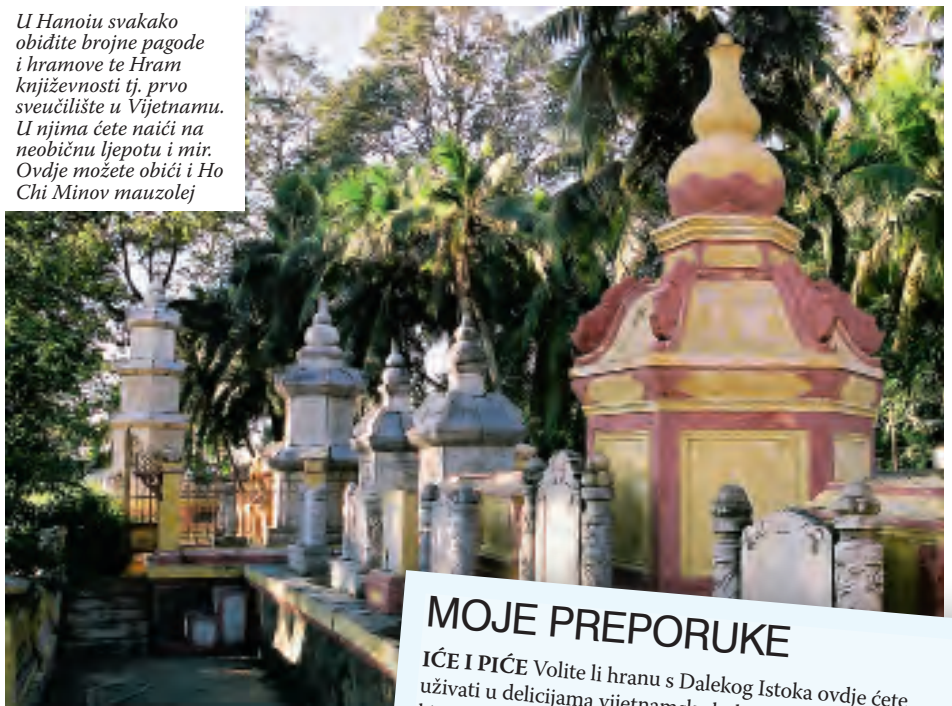 U Hanoiu svakako
obiđite brojne pagode
i hramove te Hram
književnosti tj. prvo
sveučilište u Vijetnamu.
U njima ćete naići na
neobičnu ljepotu i mir.
Ovdje možete obići i Ho
Chi Minov mauzolej
MOJE PREPORUKE
IĆE I PIĆE Volite li hranu s Dalekog Istoka ovdje ćete
uživati u delicijama